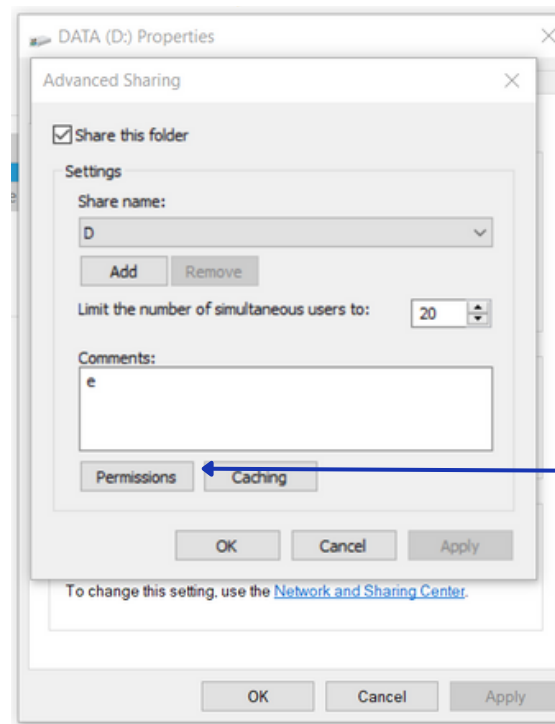 DATA (D:) Properties
Advanced Sharing
Share this folder
Settings
Share name:
D
Add Remove
Limit the number of simultaneous users to: 20
Comments:
e
Permissions Caching
OK Cancel Apply
To change this setting, use the Network and Sharing Center.
OK Cancel Apply